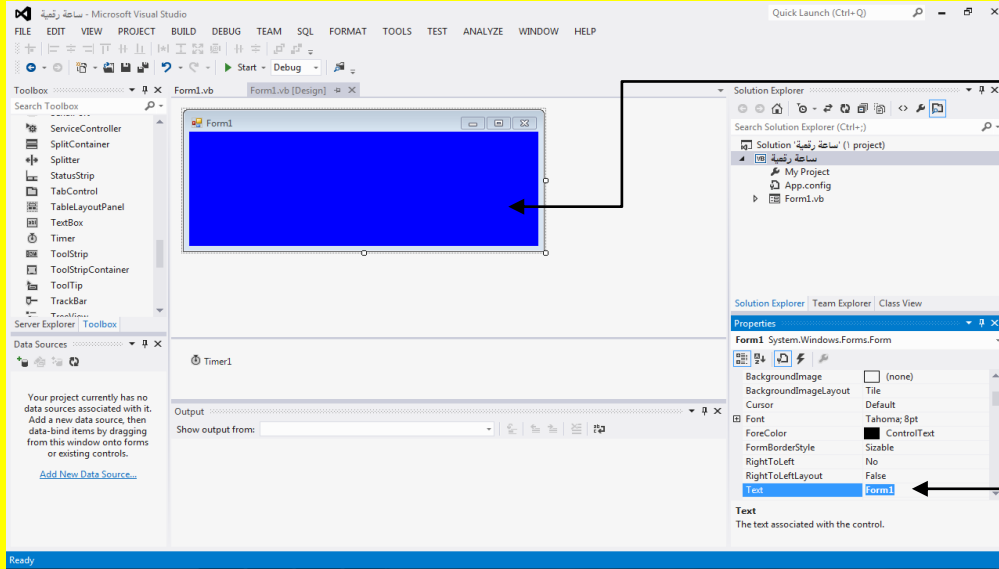 ساعة رقمية - Microsoft Visual Studio
Quick Launch (Ctrl+Q)
FILE EDIT VIEW PROJECT BUILD DEBUG TEAM SQL FORMAT TOOLS TEST ANALYZE WINDOW HELP
Start Debug
Toolbox
Search Toolbox
ServiceController
SplitContainer
Splitter
StatusStrip
TabControl
TableLayoutPanel
TextBox
Timer
ToolStrip
ToolStripContainer
ToolTip
TrackBar
TreeView
Server Explorer Toolbox
Data Sources
Your project currently has no
data sources associated with it.
Add a new data source, then
data-bind items by dragging
from this window onto forms
or existing controls.
Add New Data Source...
Form1.vb Form1.vb [Design]
Form1
Timer1
Output
Show output from:
Solution Explorer
Search Solution Explorer (Ctrl+;)
Solution 'ساعة رقمية' (١ project)
VB ساعة رقمية
My Project
App.config
Form1.vb
Solution Explorer Team Explorer Class View
Properties
Form1 System.Windows.Forms.Form
BackgroundImage (none)
BackgroundImageLayout Tile
Cursor Default
Font Tahoma; 8pt
ForeColor ControlText
FormBorderStyle Sizable
RightToLeft No
RightToLeftLayout False
Text Form1
Text
The text associated with the control.
Ready